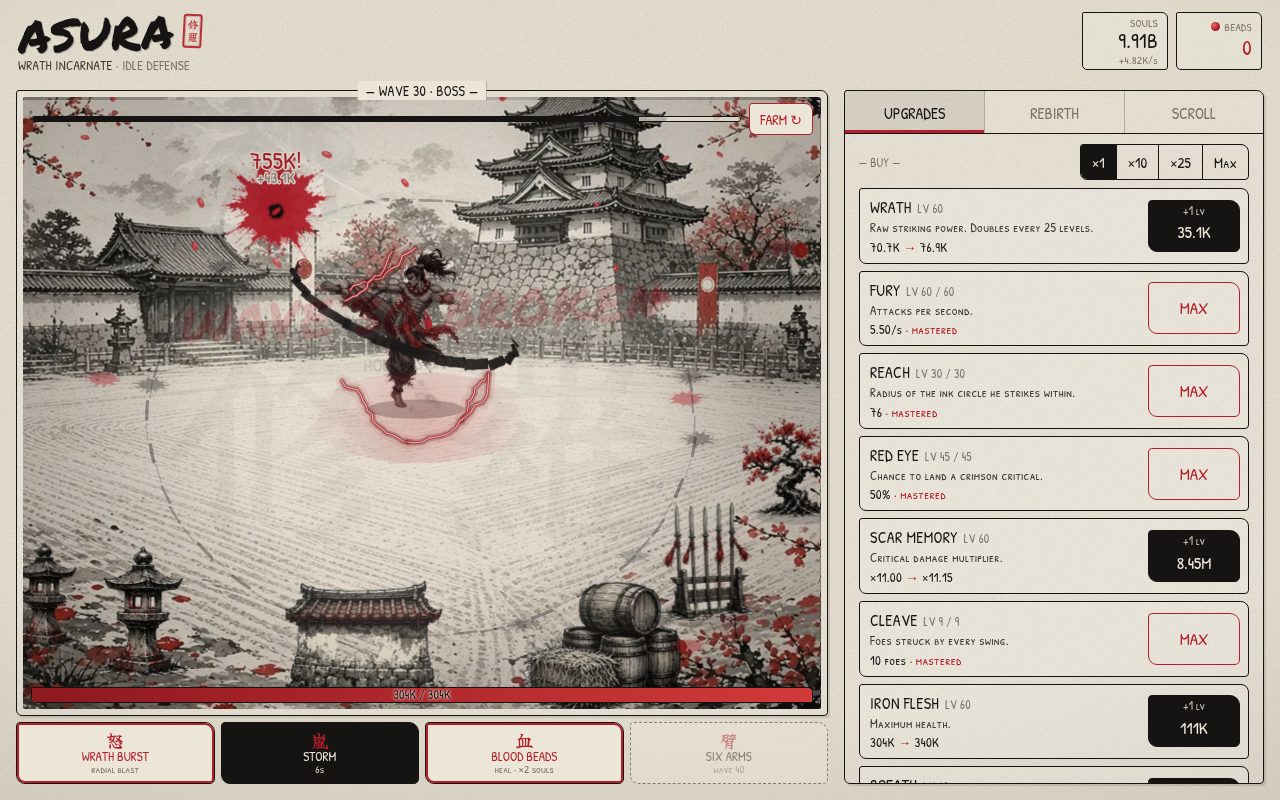 ASURA
修羅
WRATH INCARNATE · IDLE DEFENSE
SOULS
9.91B
+4.82K/s
BEADS
0
— WAVE 30 · BOSS —
FARM ↻
755K!
+43.1K
BROKEN
304K / 304K
怒
WRATH BURST
RADIAL BLAST
嵐
STORM
6s
血
BLOOD BEADS
HEAL · ×2 SOULS
臂
SIX ARMS
WAVE 40
UPGRADES
REBIRTH
SCROLL
— BUY —
×1
×10
×25
MAX
WRATH LV 60
RAW STRIKING POWER. DOUBLES EVERY 25 LEVELS.
70.7K → 76.9K
+1 LV
35.1K
FURY LV 60 / 60
ATTACKS PER SECOND.
5.50/s · MASTERED
MAX
REACH LV 30 / 30
RADIUS OF THE INK CIRCLE HE STRIKES WITHIN.
76 · MASTERED
MAX
RED EYE LV 45 / 45
CHANCE TO LAND A CRIMSON CRITICAL.
50% · MASTERED
MAX
SCAR MEMORY LV 60
CRITICAL DAMAGE MULTIPLIER.
×11.00 → ×11.15
+1 LV
8.45M
CLEAVE LV 9 / 9
FOES STRUCK BY EVERY SWING.
10 FOES · MASTERED
MAX
IRON FLESH LV 60
MAXIMUM HEALTH.
304K → 340K
+1 LV
111K